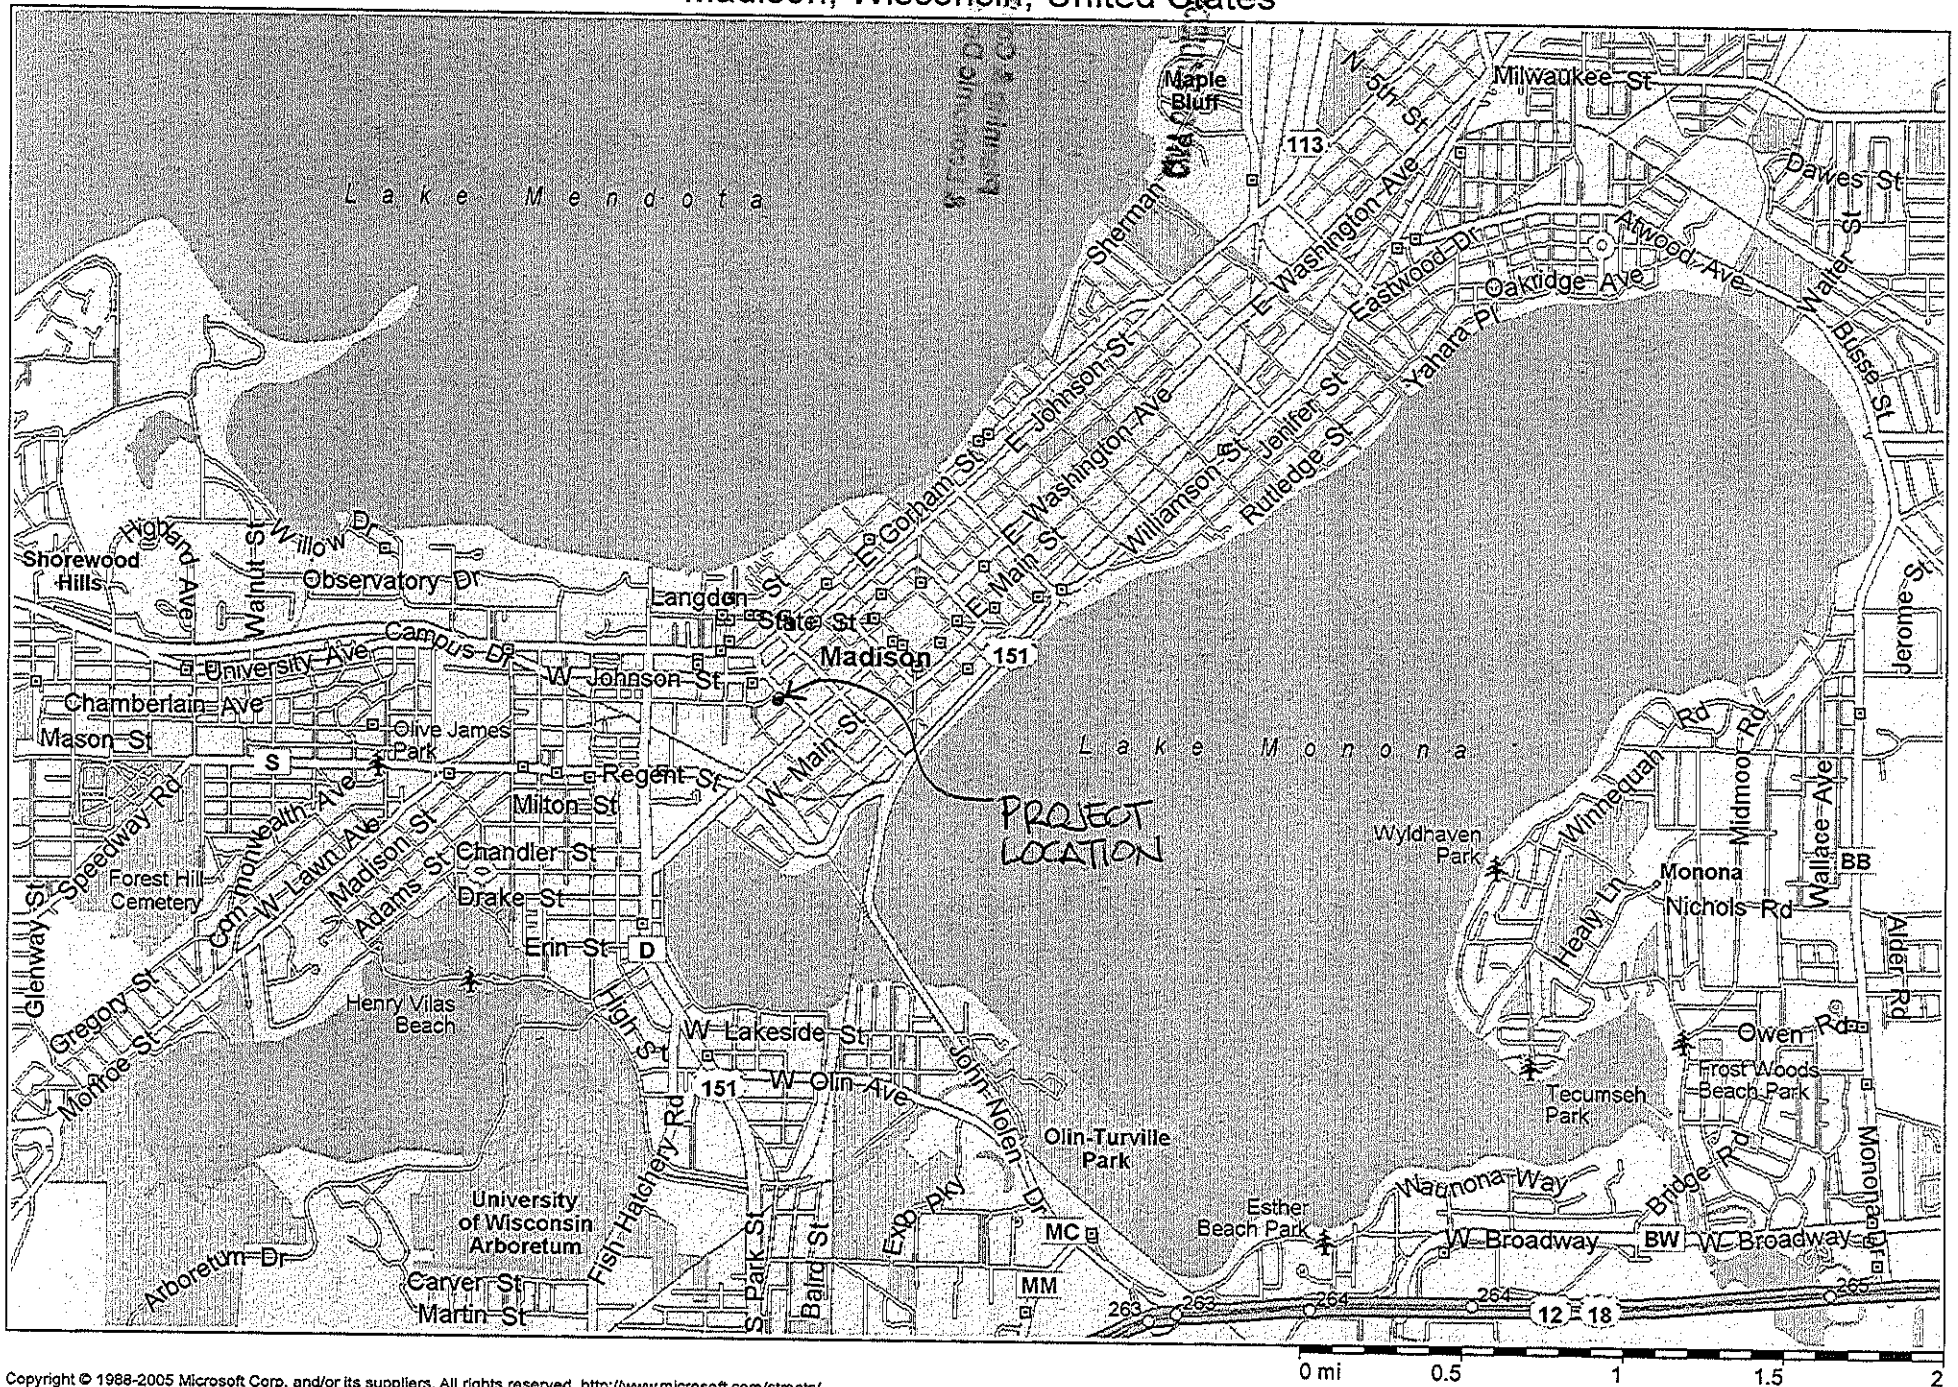 Madison, Wisconsin, United States
Maple
Bluff
N 5th St
Milwaukee St
113
Dawes St
Lake Mendota
Sherman
E Washington Ave
Eastwood Dr
Atwood Ave
Walter St
Oakridge Ave
Yahara Pl
Busse St
E Johnson St
E Washington Ave
Jenifer St
Williamson St
Rutledge St
E Gorham St
E Main St
Highland Ave
Walnut St
Willow Dr
Shorewood
Hills
Observatory Dr
Langdon St
State St
Jerome St
Campus Dr
University Ave
Madison
151
W Johnson St
Chamberlain Ave
Mason St
Olive James
Park
S
Regent St
W Main St
Lake Monona
Rd
Winnequah
Midmoor Rd
Wallace Ave
Speedway Rd
Commonwealth Ave
Milton St
PROJECT
LOCATION
Wyldhaven
Park
W Lawn Ave
Madison St
Adams St
Chandler St
Drake St
Forest Hill
Cemetery
Monona
BB
Nichols Rd
Healy Ln
Glenway St
Erin St
D
Alder Rd
Gregory St
Monroe St
Henry Vilas
Beach
High St
W Lakeside St
Owen Rd
151
W Olin Ave
John Nolen Dr
Frost Woods
Beach Park
Tecumseh
Park
Olin-Turville
Park
Fish Hatchery Rd
Monona Dr
University
of Wisconsin
Arboretum
Expo Pky
Waunona Way
Bridge Rd
Esther
Beach Park
MC
W Broadway
BW
W Broadway
Arboretum Dr
S Park St
Baird St
Carver St
Martin St
MM
263
263
264
264
265
12
18
0 mi
0.5
1
1.5
2
Copyright © 1988-2005 Microsoft Corp. and/or its suppliers. All rights reserved. http://www.microsoft.com/streets/